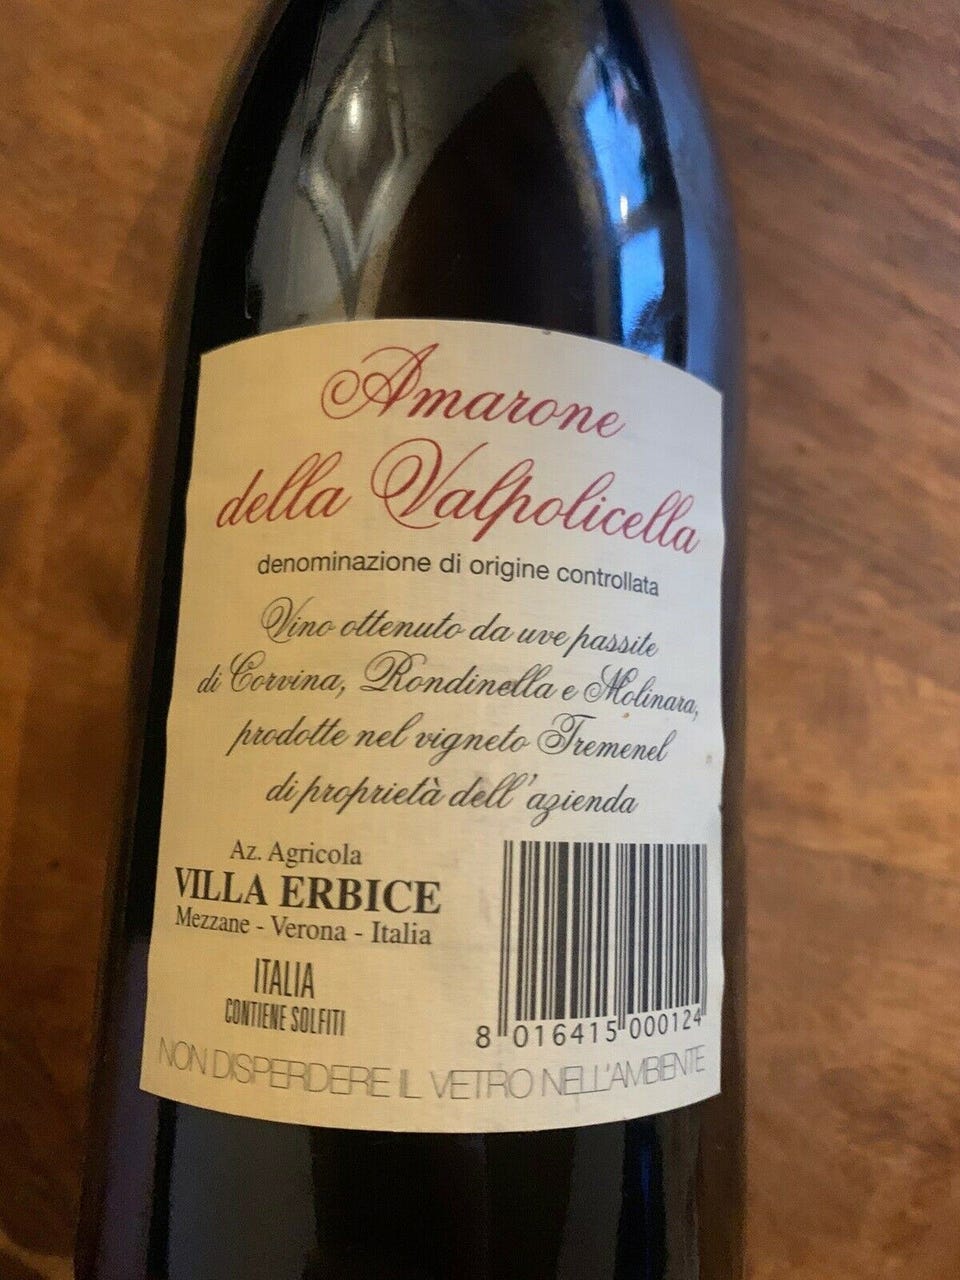 Amarone
della Valpolicella
denominazione di origine controllata
Vino ottenuto da uve passite
di Corvina, Rondinella e Molinara,
prodotte nel vigneto Tremenel
di proprietà dell'azienda
Az. Agricola
VILLA ERBICE
Mezzane - Verona - Italia
ITALIA
CONTIENE SOLFITI
8 016415 000124
NON DISPERDERE IL VETRO NELL'AMBIENTE